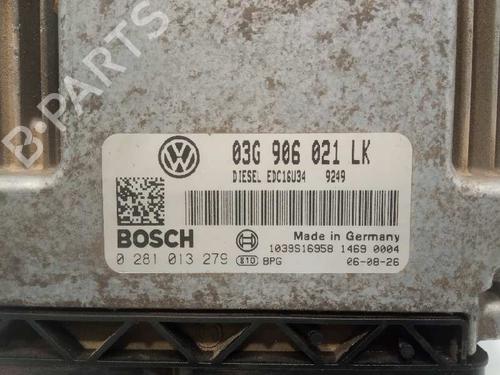 B-PARTS
03G 906 021 LK
DIESEL EDC16U34 9249
BOSCH
Made in Germany
0 281 013 279
1039S16958 1469 0004
810 BPG 06-08-26